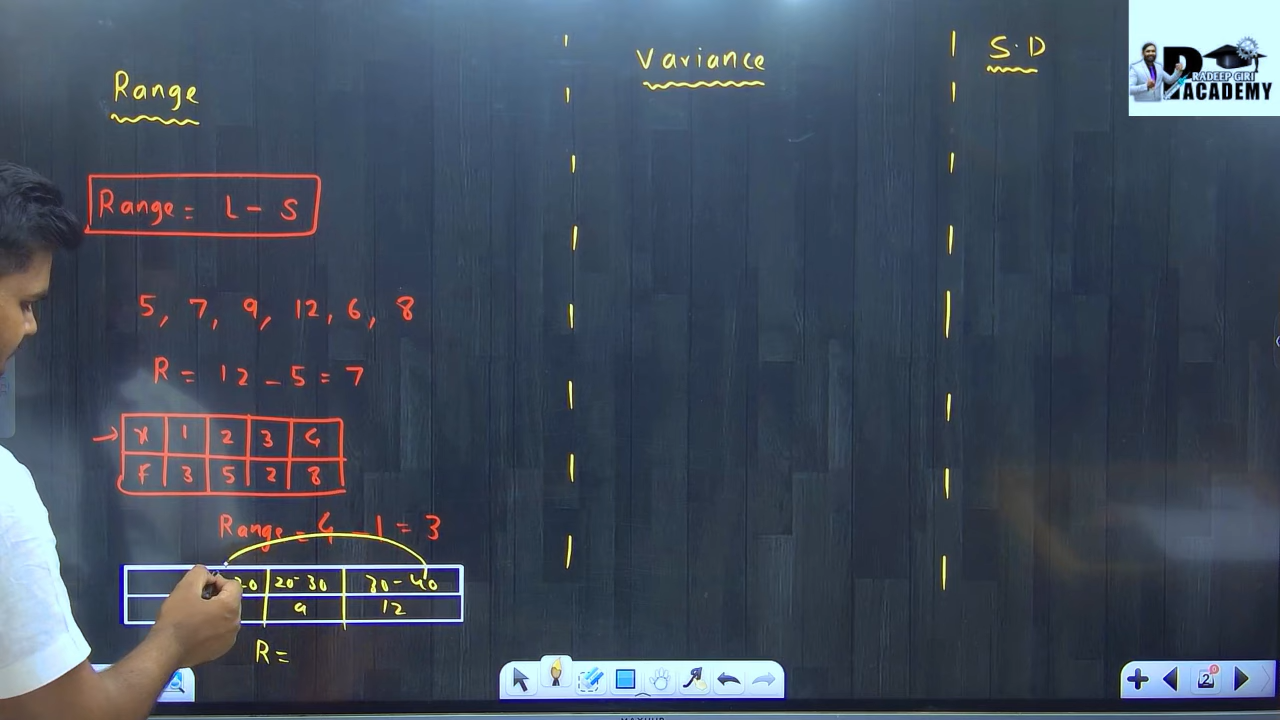 Range
Variance
S.D
RADEEP GIRI
ACADEMY
Range = L - S
5, 7, 9, 12, 6, 8
R = 12 - 5 = 7
x 1 2 3 4
f 3 5 2 8
Range = 4 - 1 = 3
20-30 30-40
9 12
R =
2